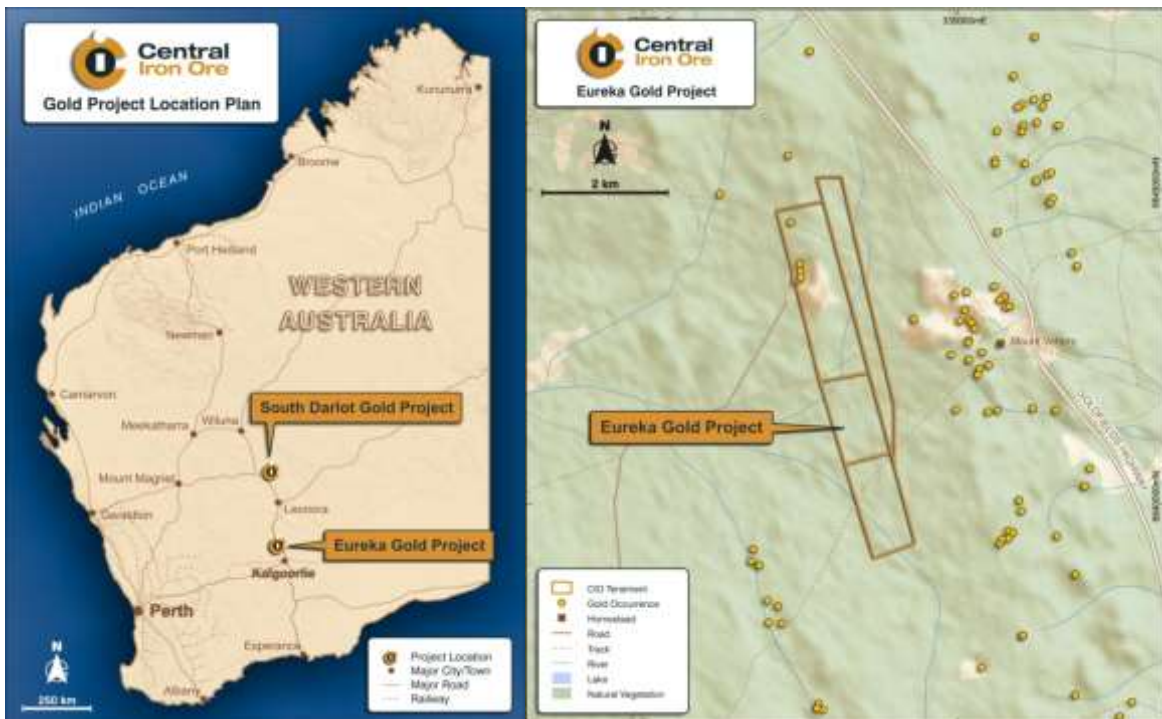 Central
Iron Ore
Gold Project Location Plan
Kununurra
Broome
INDIAN OCEAN
Port Hedland
WESTERN
AUSTRALIA
Newman
Carnarvon
South Darlot Gold Project
Meekatharra
Wiluna
Mount Magnet
Leonora
Geraldton
Eureka Gold Project
Kalgoorlie
Perth
Esperance
Albany
N
250 km
Project Location
Major City/Town
Major Road
Railway
Central
Iron Ore
Eureka Gold Project
N
2 km
Eureka Gold Project
GOLDFIELDS HIGHWAY
CIO Tenement
Gold Occurrence
Homestead
Road
Track
River
Lake
Natural Vegetation